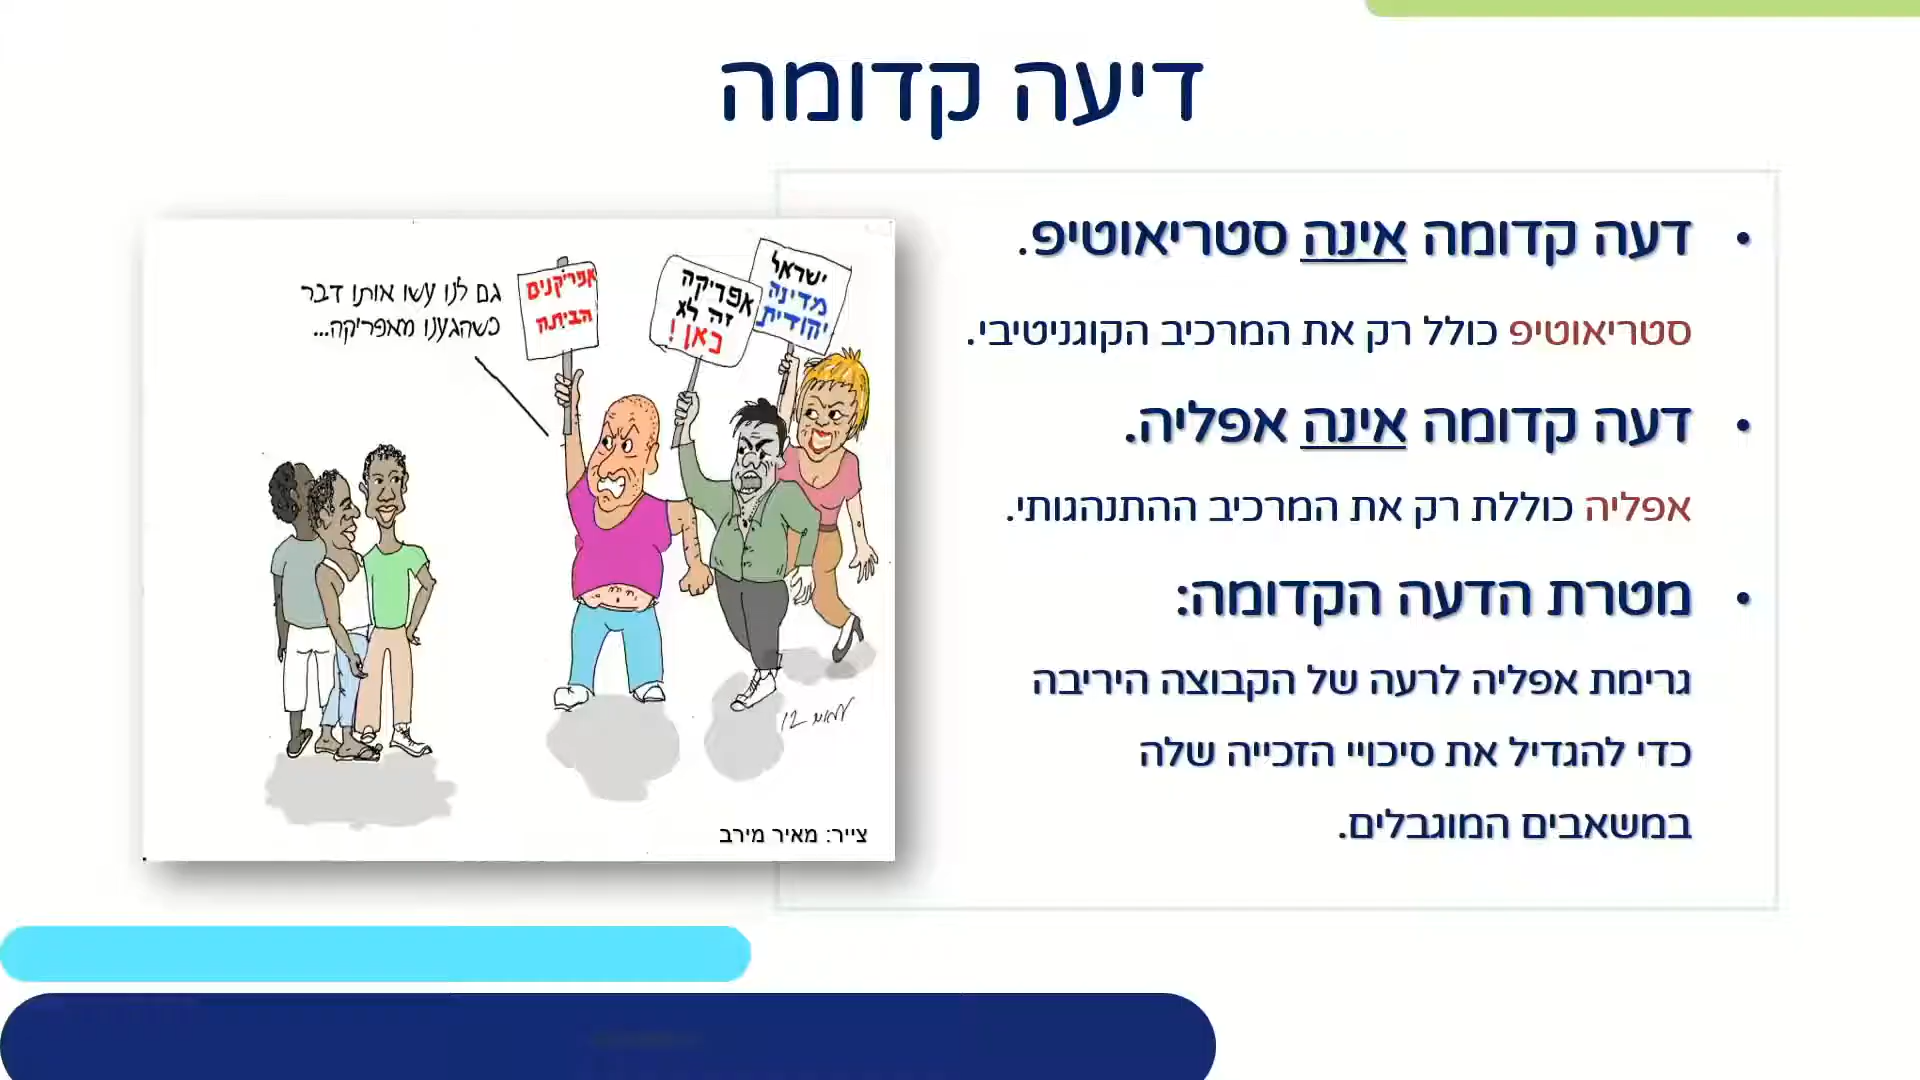 דיעה קדומה
דעה קדומה אינה סטריאוטיפ.
סטריאוטיפ כולל רק את המרכיב הקוגניטיבי.
דעה קדומה אינה אפליה.
אפליה כוללת רק את המרכיב ההתנהגותי.
מטרת הדעה הקדומה:
גרימת אפליה לרעה של הקבוצה היריבה
כדי להגדיל את סיכויי הזכייה שלה
במשאבים המוגבלים.
ישראל
מדינה
יהודית
אפריקה
זה לא
כאן!
אפריקנים
הביתה
גם לנו עשו אותו דבר
כשהגענו מאפריקה...
צייר: מאיר מירב